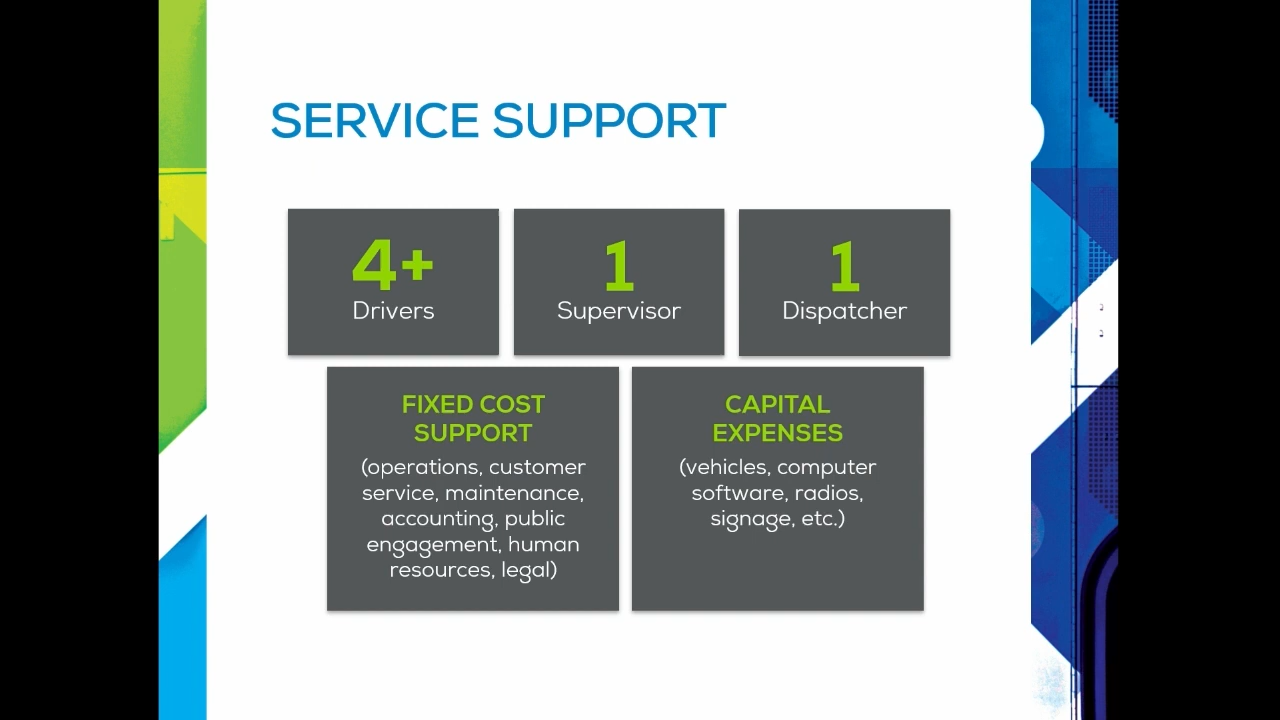 SERVICE SUPPORT
4+
Drivers
1
Supervisor
1
Dispatcher
FIXED COST
SUPPORT
(operations, customer
service, maintenance,
accounting, public
engagement, human
resources, legal)
CAPITAL
EXPENSES
(vehicles, computer
software, radios,
signage, etc.)